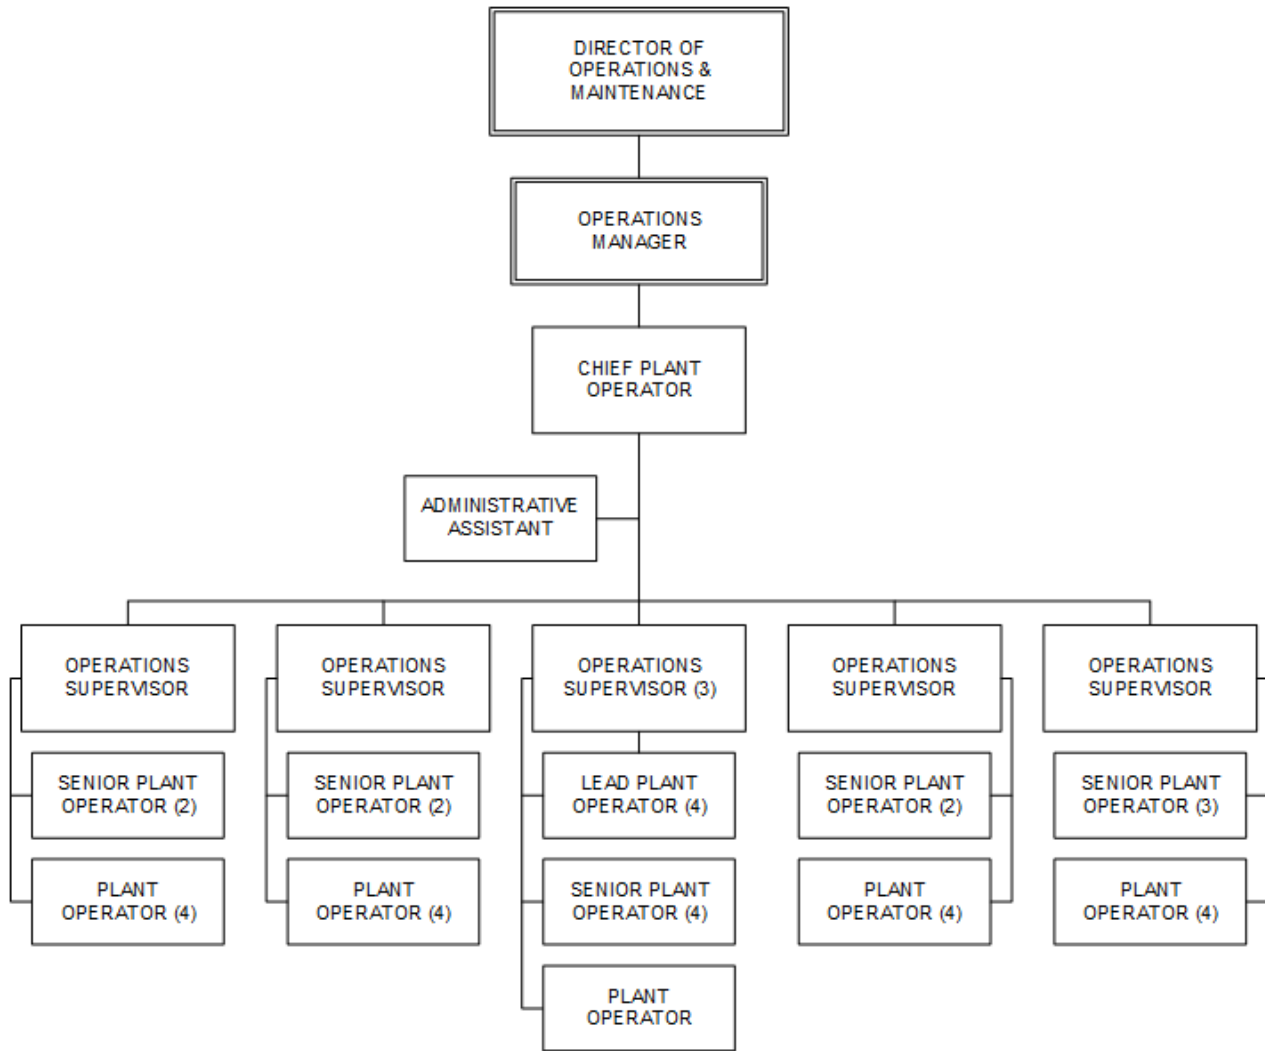 DIRECTOR OF
OPERATIONS &
MAINTENANCE
OPERATIONS
MANAGER
CHIEF PLANT
OPERATOR
ADMINISTRATIVE
ASSISTANT
OPERATIONS
SUPERVISOR
OPERATIONS
SUPERVISOR
OPERATIONS
SUPERVISOR (3)
OPERATIONS
SUPERVISOR
OPERATIONS
SUPERVISOR
SENIOR PLANT
OPERATOR (2)
SENIOR PLANT
OPERATOR (2)
LEAD PLANT
OPERATOR (4)
SENIOR PLANT
OPERATOR (2)
SENIOR PLANT
OPERATOR (3)
PLANT
OPERATOR (4)
PLANT
OPERATOR (4)
SENIOR PLANT
OPERATOR (4)
PLANT
OPERATOR (4)
PLANT
OPERATOR (4)
PLANT
OPERATOR